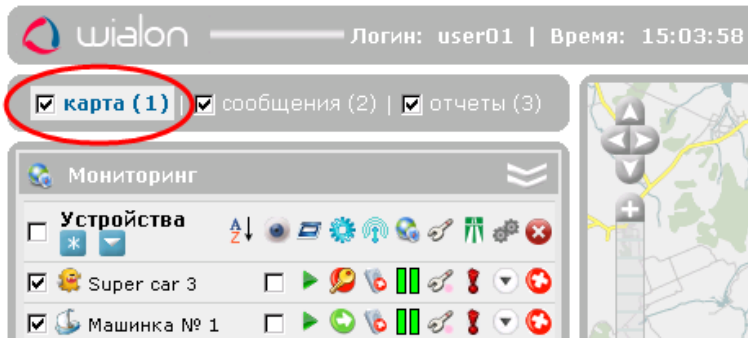 wialon Логин: user01 | Время: 15:03:58
карта (1) | сообщения (2) | отчеты (3)
Мониторинг
Устройства
Super car 3
Машинка № 1